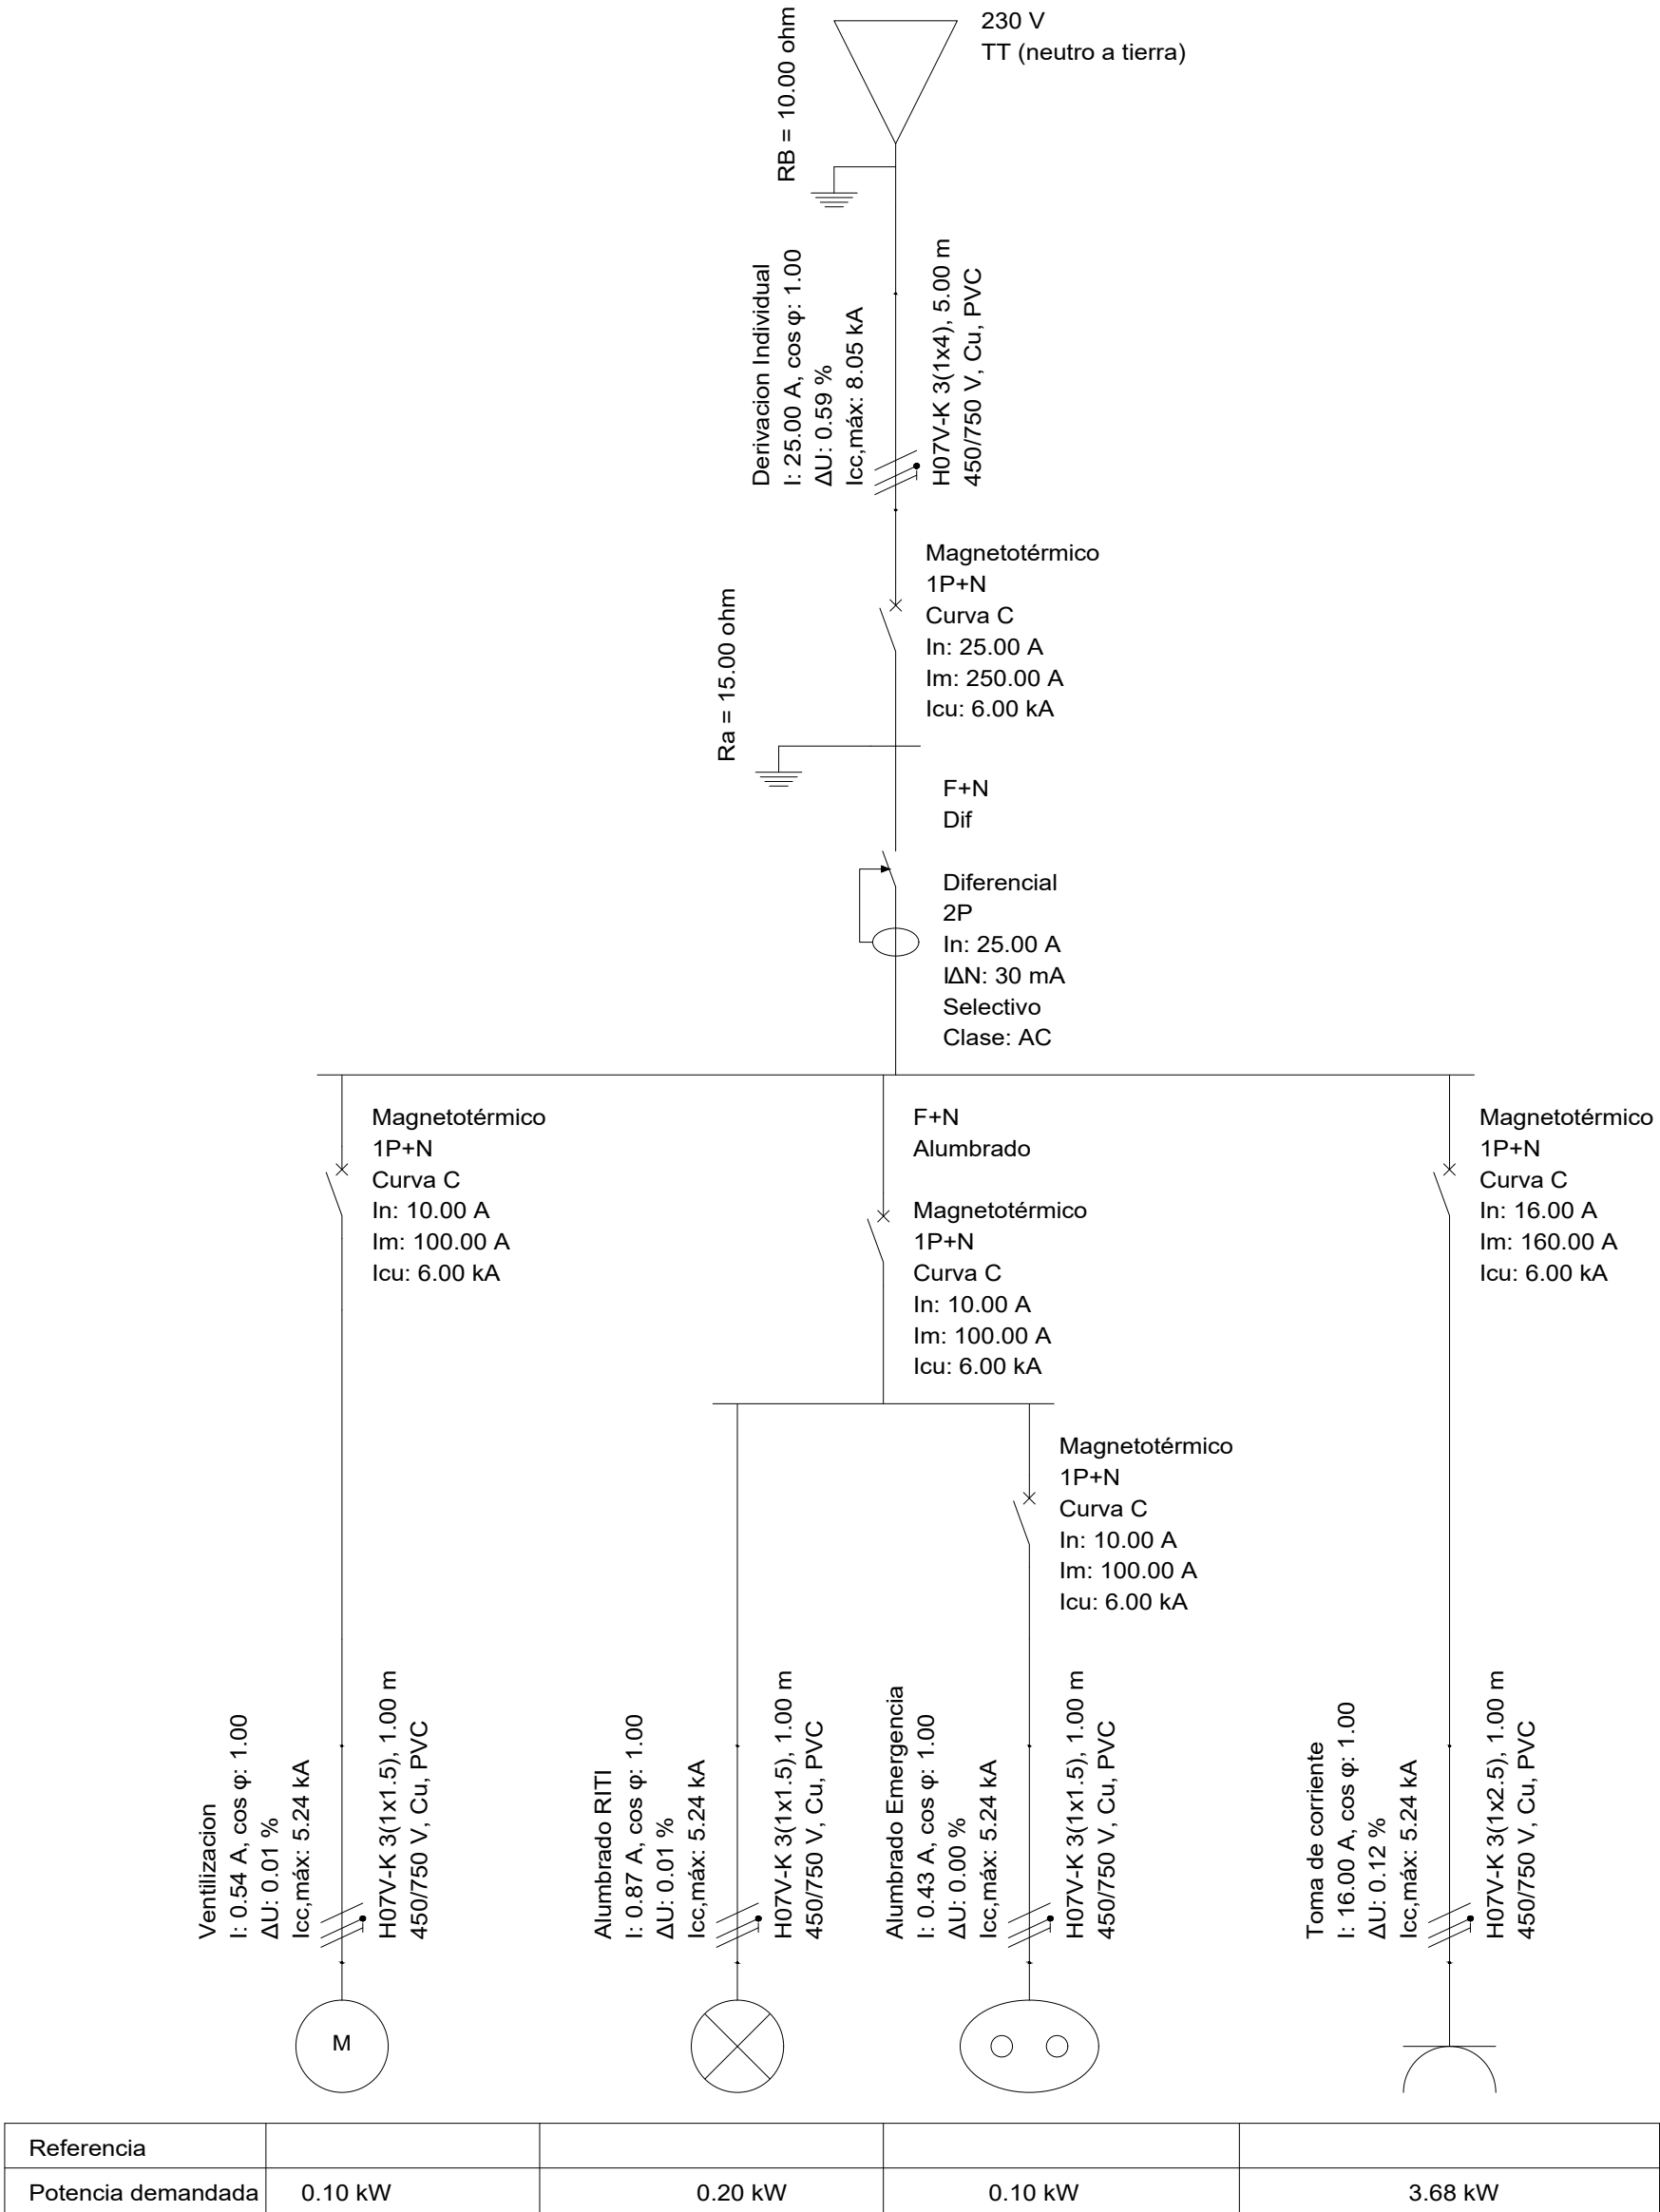 230 V
TT (neutro a tierra)
RB = 10.00 ohm
Derivacion Individual
I: 25.00 A, cos φ: 1.00
ΔU: 0.59 %
Icc,máx: 8.05 kA
H07V-K 3(1x4), 5.00 m
450/750 V, Cu, PVC
Magnetotérmico
1P+N
Curva C
In: 25.00 A
Im: 250.00 A
Icu: 6.00 kA
Ra = 15.00 ohm
F+N
Dif
Diferencial
2P
In: 25.00 A
IΔN: 30 mA
Selectivo
Clase: AC
Magnetotérmico
1P+N
Curva C
In: 10.00 A
Im: 100.00 A
Icu: 6.00 kA
F+N
Alumbrado
Magnetotérmico
1P+N
Curva C
In: 10.00 A
Im: 100.00 A
Icu: 6.00 kA
Magnetotérmico
1P+N
Curva C
In: 16.00 A
Im: 160.00 A
Icu: 6.00 kA
Magnetotérmico
1P+N
Curva C
In: 10.00 A
Im: 100.00 A
Icu: 6.00 kA
Ventilizacion
I: 0.54 A, cos φ: 1.00
ΔU: 0.01 %
Icc,máx: 5.24 kA
H07V-K 3(1x1.5), 1.00 m
450/750 V, Cu, PVC
Alumbrado RITI
I: 0.87 A, cos φ: 1.00
ΔU: 0.01 %
Icc,máx: 5.24 kA
H07V-K 3(1x1.5), 1.00 m
450/750 V, Cu, PVC
Alumbrado Emergencia
I: 0.43 A, cos φ: 1.00
ΔU: 0.00 %
Icc,máx: 5.24 kA
H07V-K 3(1x1.5), 1.00 m
450/750 V, Cu, PVC
Toma de corriente
I: 16.00 A, cos φ: 1.00
ΔU: 0.12 %
Icc,máx: 5.24 kA
H07V-K 3(1x2.5), 1.00 m
450/750 V, Cu, PVC
M
Referencia
Potencia demandada 0.10 kW 0.20 kW 0.10 kW 3.68 kW